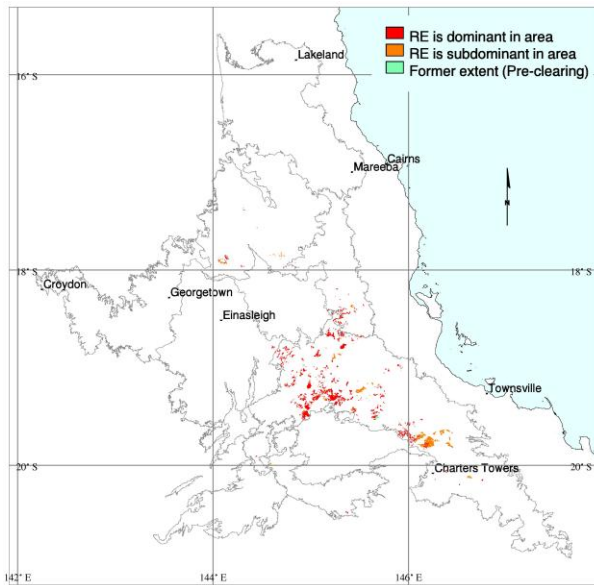 RE is dominant in area
RE is subdominant in area
Former extent (Pre-clearing)
Lakeland
16°S
Cairns
Mareeba
N
18°S
18°S
Croydon
Georgetown
Einasleigh
Townsville
20°S
20°S
Charters Towers
142°E
144°E
146°E